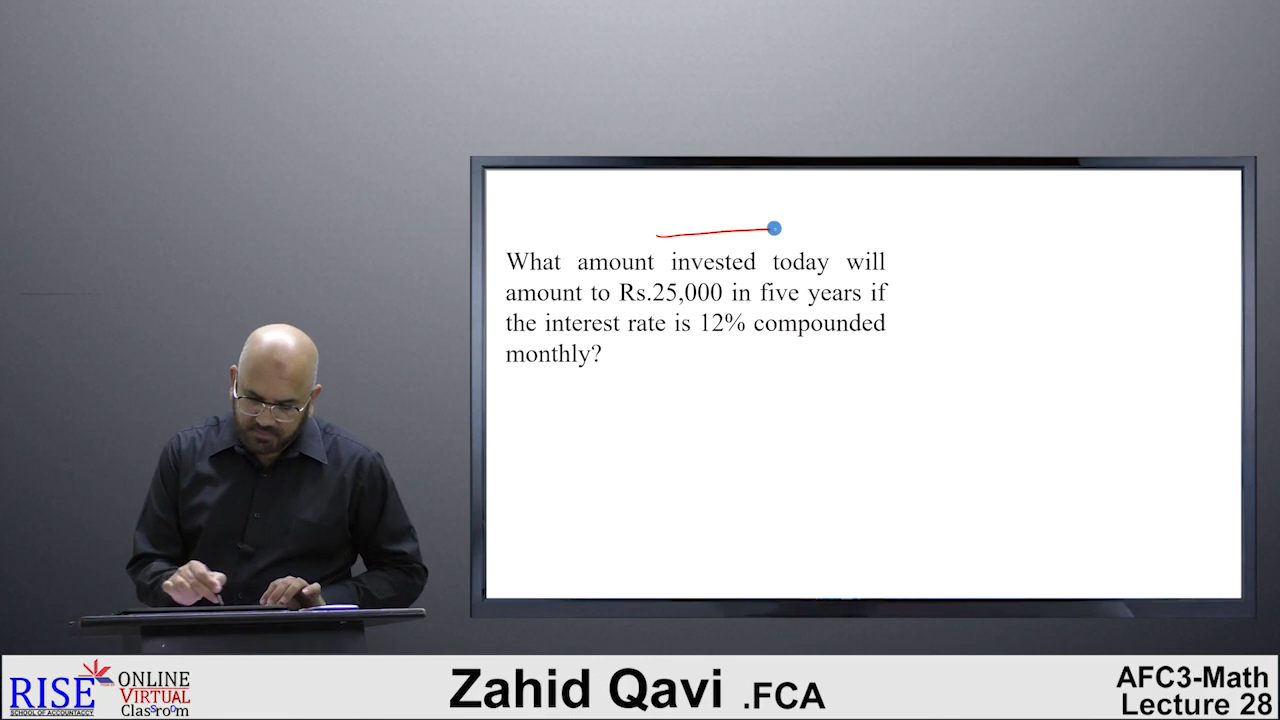 What amount invested today will
amount to Rs.25,000 in five years if
the interest rate is 12% compounded
monthly?
RISE
SCHOOL OF ACCOUNTACCY
ONLINE
VIRTUAL
Classroom
Zahid Qavi .FCA
AFC3-Math
Lecture 28